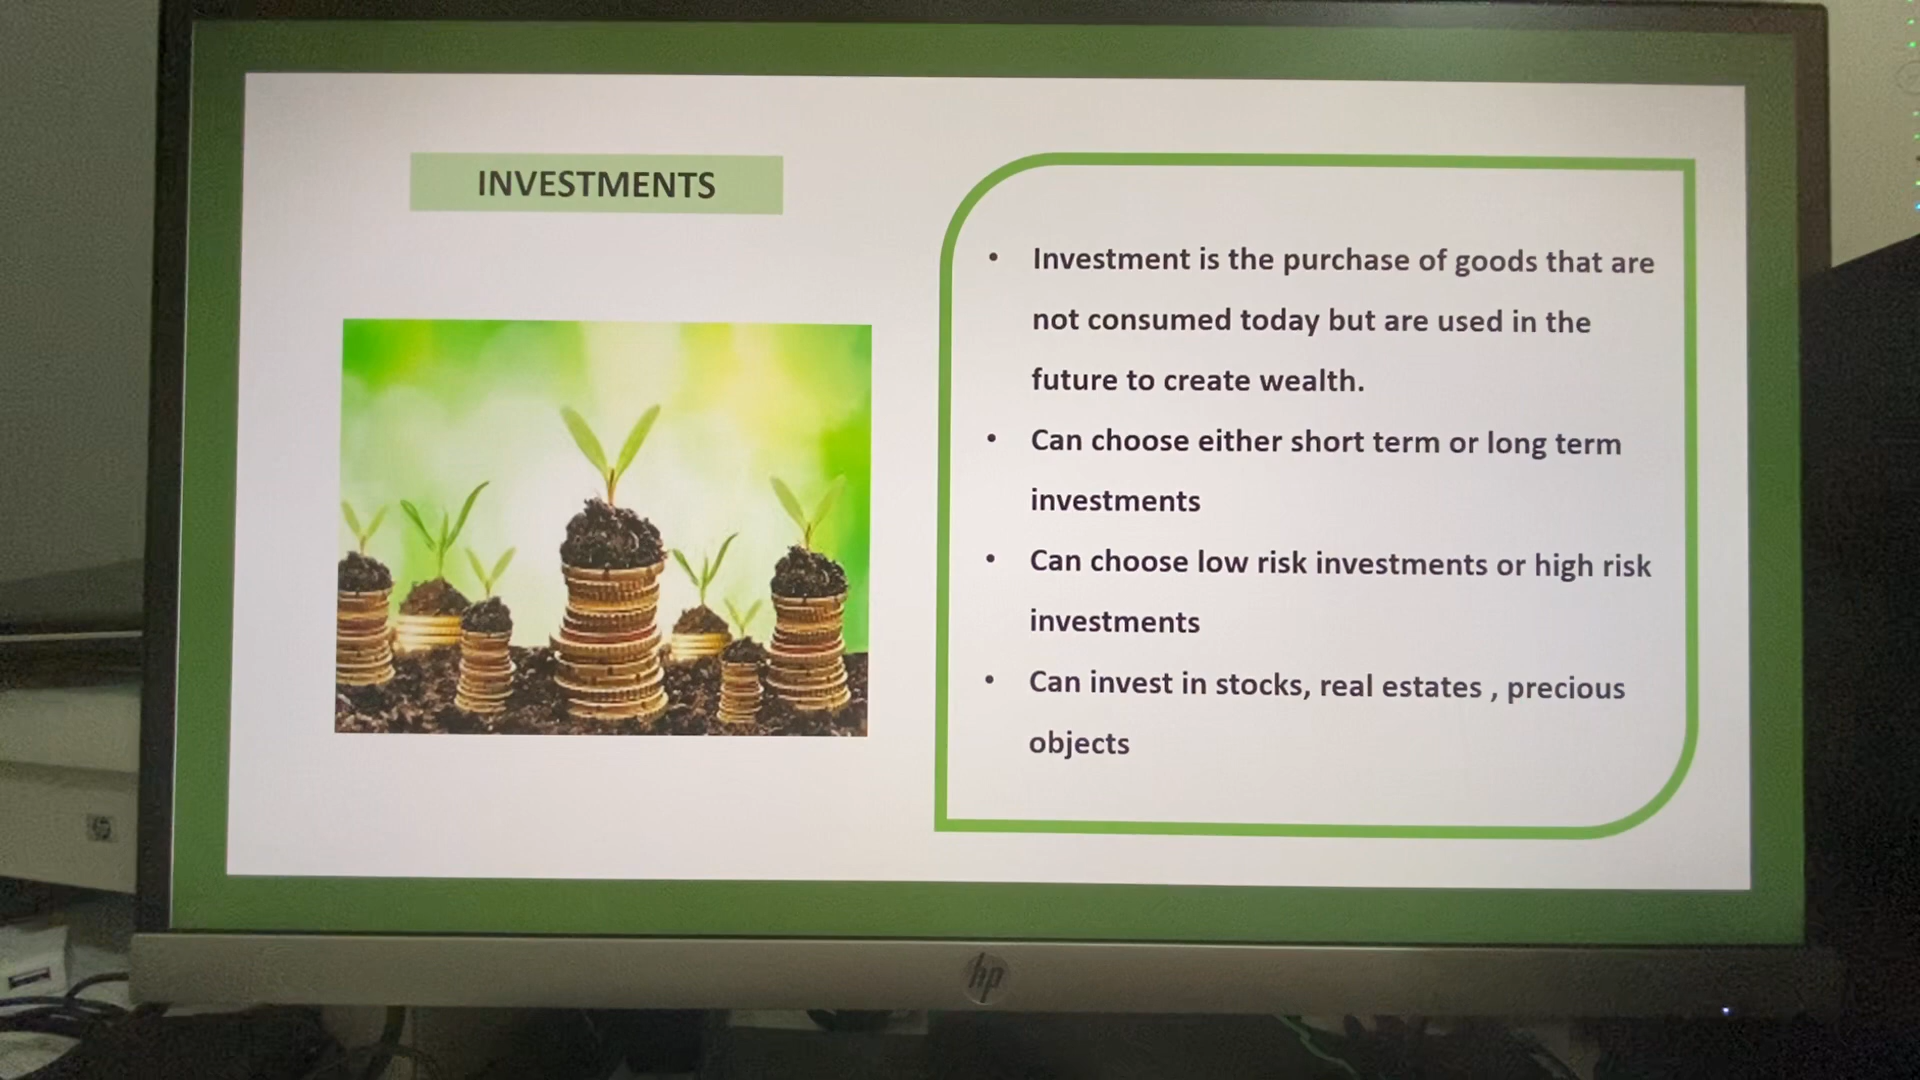 INVESTMENTS
• Investment is the purchase of goods that are
not consumed today but are used in the
future to create wealth.
• Can choose either short term or long term
investments
• Can choose low risk investments or high risk
investments
• Can invest in stocks, real estates , precious
objects
hp
hp